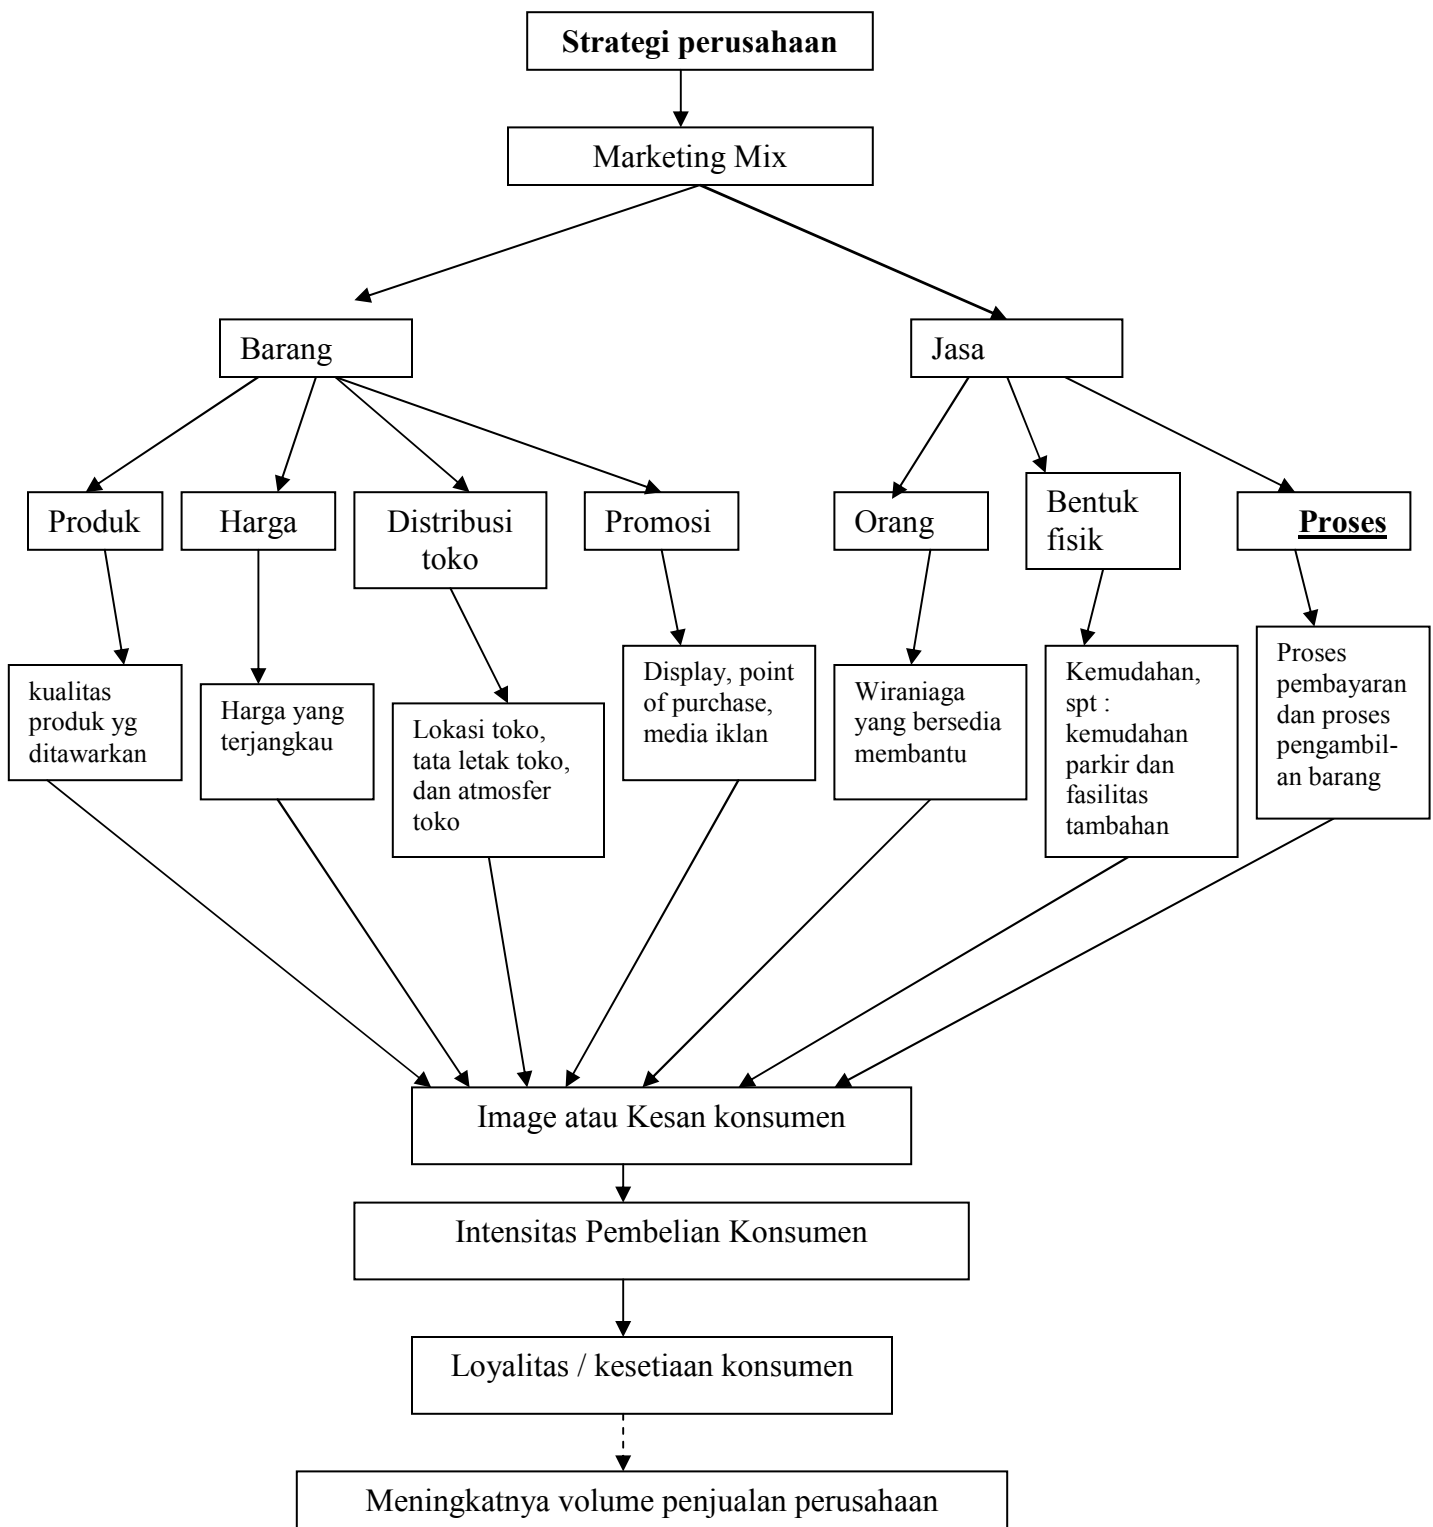 Strategi perusahaan
Marketing Mix
Barang
Jasa
Produk
Harga
Distribusi
toko
Promosi
Orang
Bentuk
fisik
Proses
kualitas
produk yg
ditawarkan
Harga yang
terjangkau
Lokasi toko,
tata letak toko,
dan atmosfer
toko
Display, point
of purchase,
media iklan
Wiraniaga
yang bersedia
membantu
Kemudahan,
spt :
kemudahan
parkir dan
fasilitas
tambahan
Proses
pembayaran
dan proses
pengambil-
an barang
Image atau Kesan konsumen
Intensitas Pembelian Konsumen
Loyalitas / kesetiaan konsumen
Meningkatnya volume penjualan perusahaan